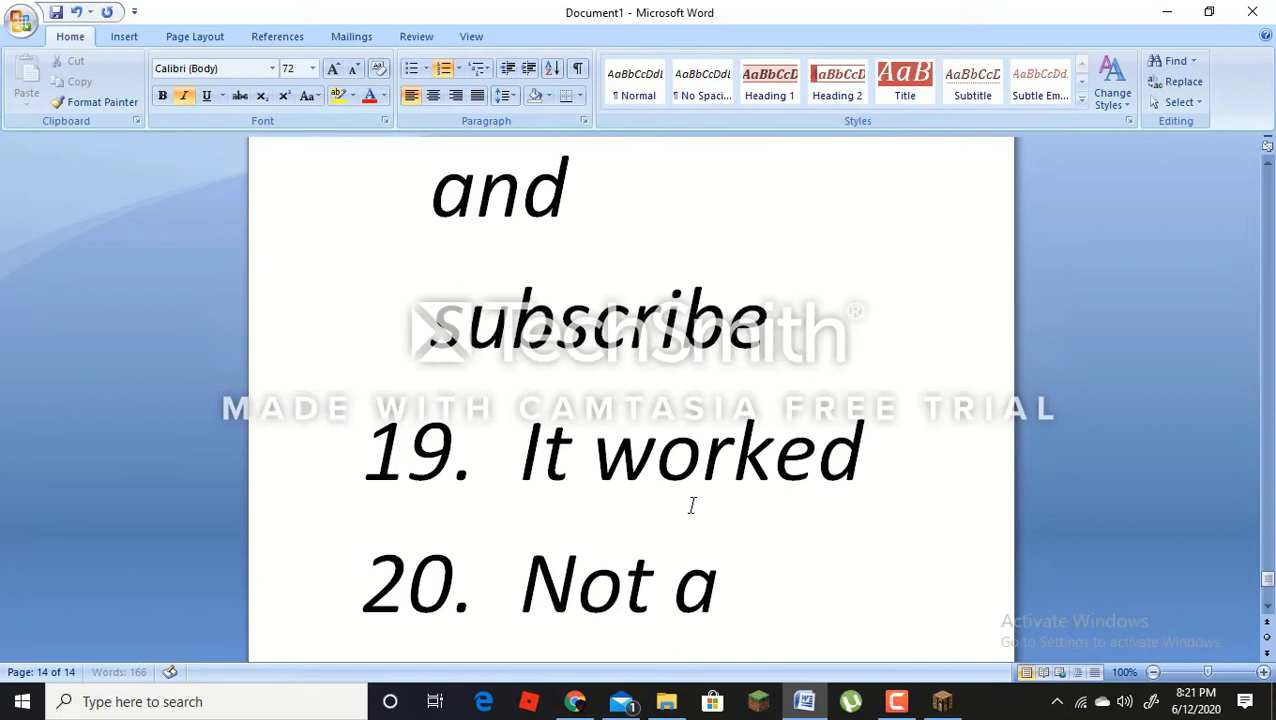 Document1 - Microsoft Word
Home Insert Page Layout References Mailings Review View
Paste
Cut
Copy
Format Painter
Clipboard
Calibri (Body) 72
Font
Paragraph
AaBbCcDdI AaBbCcDdI AaBbCcD AaBbCcD AaB AaBbCcD AaBbCcDd.
¶ Normal ¶ No Spaci... Heading 1 Heading 2 Title Subtitle Subtle Em...
Change Styles
Styles
Find
Replace
Select
Editing
and
subscribe
TechSmith®
MADE WITH CAMTASIA FREE TRIAL
19. It worked
20. Not a
Activate Windows
Go to Settings to activate Windows.
Page: 14 of 14 Words: 166 100%
Type here to search
1
8:21 PM
6/12/2020